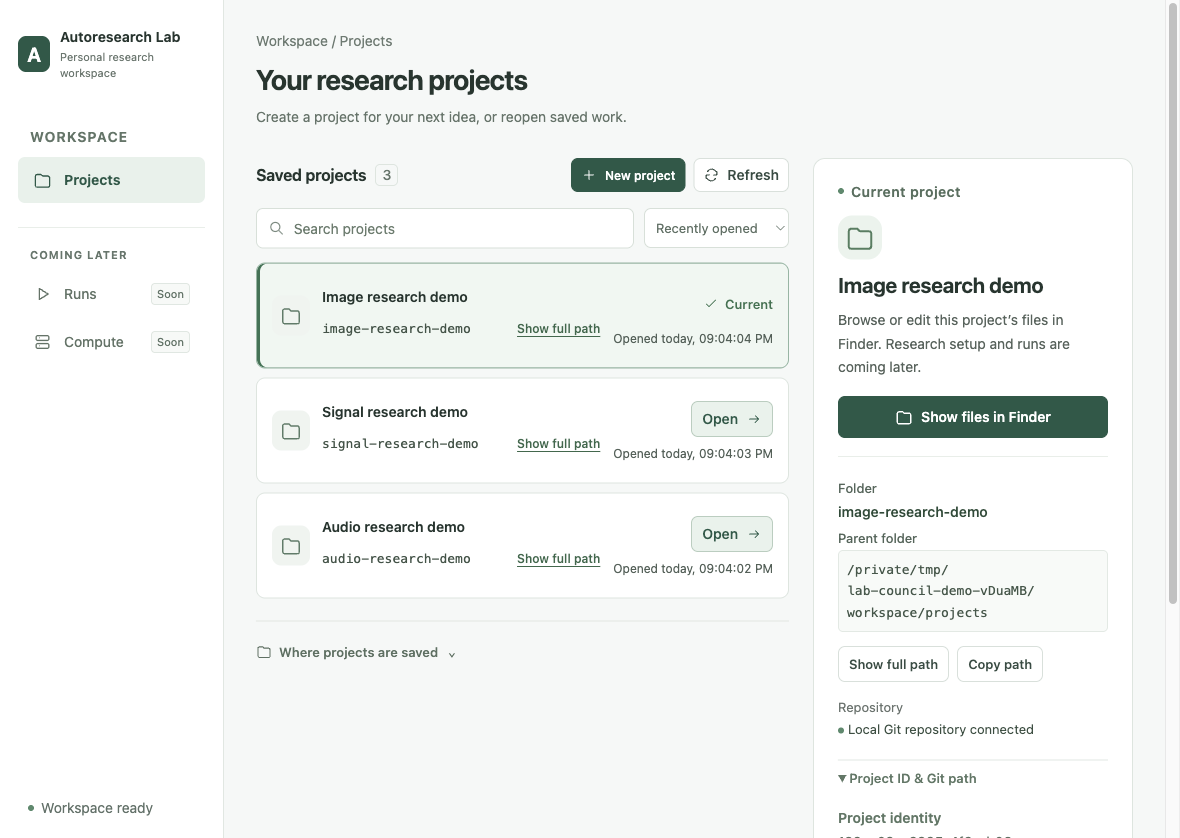 A
Autoresearch Lab
Personal research
workspace
WORKSPACE
Projects
COMING LATER
Runs
Soon
Compute
Soon
Workspace ready
Workspace / Projects
Your research projects
Create a project for your next idea, or reopen saved work.
Saved projects 3
New project
Refresh
Search projects
Recently opened
Image research demo
Current
image-research-demo
Show full path
Opened today, 09:04:04 PM
Signal research demo
Open
signal-research-demo
Show full path
Opened today, 09:04:03 PM
Audio research demo
Open
audio-research-demo
Show full path
Opened today, 09:04:02 PM
Where projects are saved
Current project
Image research demo
Browse or edit this project’s files in
Finder. Research setup and runs are
coming later.
Show files in Finder
Folder
image-research-demo
Parent folder
/private/tmp/
lab-council-demo-vDuaMB/
workspace/projects
Show full path
Copy path
Repository
Local Git repository connected
Project ID & Git path
Project identity